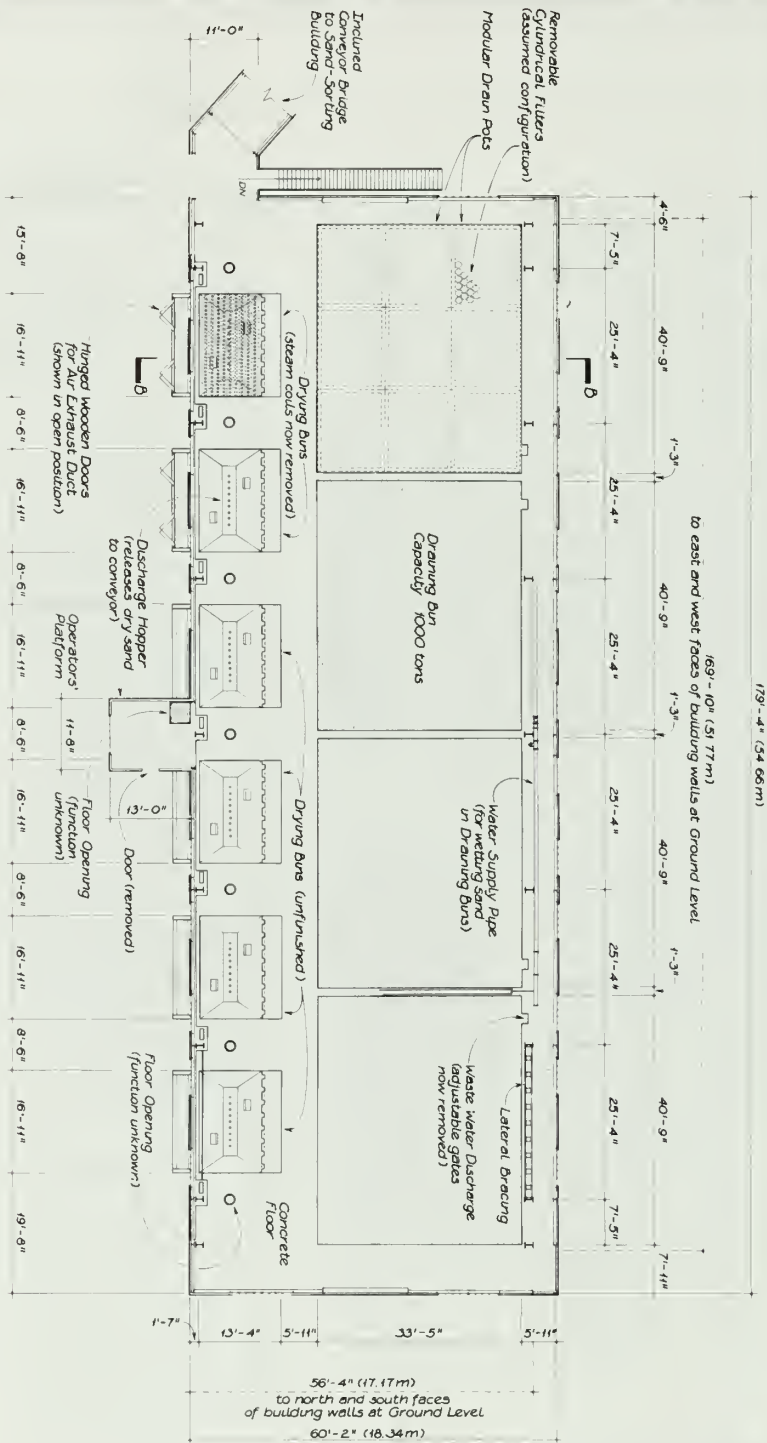 179'-4" (54.66 m)
169'-10" (51.77 m)
to east and west faces of building walls at Ground Level
4'-6"
40'-9"
1'-3"
40'-9"
1'-3"
40'-9"
1'-3"
40'-9"
7'-11"
7'-5"
25'-4"
25'-4"
25'-4"
25'-4"
25'-4"
25'-4"
7'-5"
Removable
Cylindrical Filters
(assumed configuration)
Modular Drain Pots
Inclined
Conveyor Bridge
to Sand-Sorting
Building
11'-0"
DN
B
B
Draining Bin
Capacity 1000 tons
Water Supply Pipe
(for wetting sand
in Draining Bins)
Lateral Bracing
Waste Water Discharge
(adjustable gates
now removed)
Drying Bins
(steam coils now removed)
Drying Bins (unfinished)
Concrete
Floor
Hinged Wooden Doors
for Air Exhaust Duct
(shown in open position)
Discharge Hopper
(releases dry sand
to conveyor)
Operators'
Platform
11'-8"
13'-0"
Door (removed)
Floor Opening
(function
unknown)
Floor Opening
(function unknown)
15'-8"
16'-11"
8'-6"
16'-11"
8'-6"
16'-11"
8'-6"
16'-11"
8'-6"
16'-11"
8'-6"
16'-11"
19'-8"
1'-7"
13'-4"
5'-11"
33'-5"
5'-11"
56'-4" (17.17 m)
to north and south faces
of building walls at Ground Level
60'-2" (18.34 m)